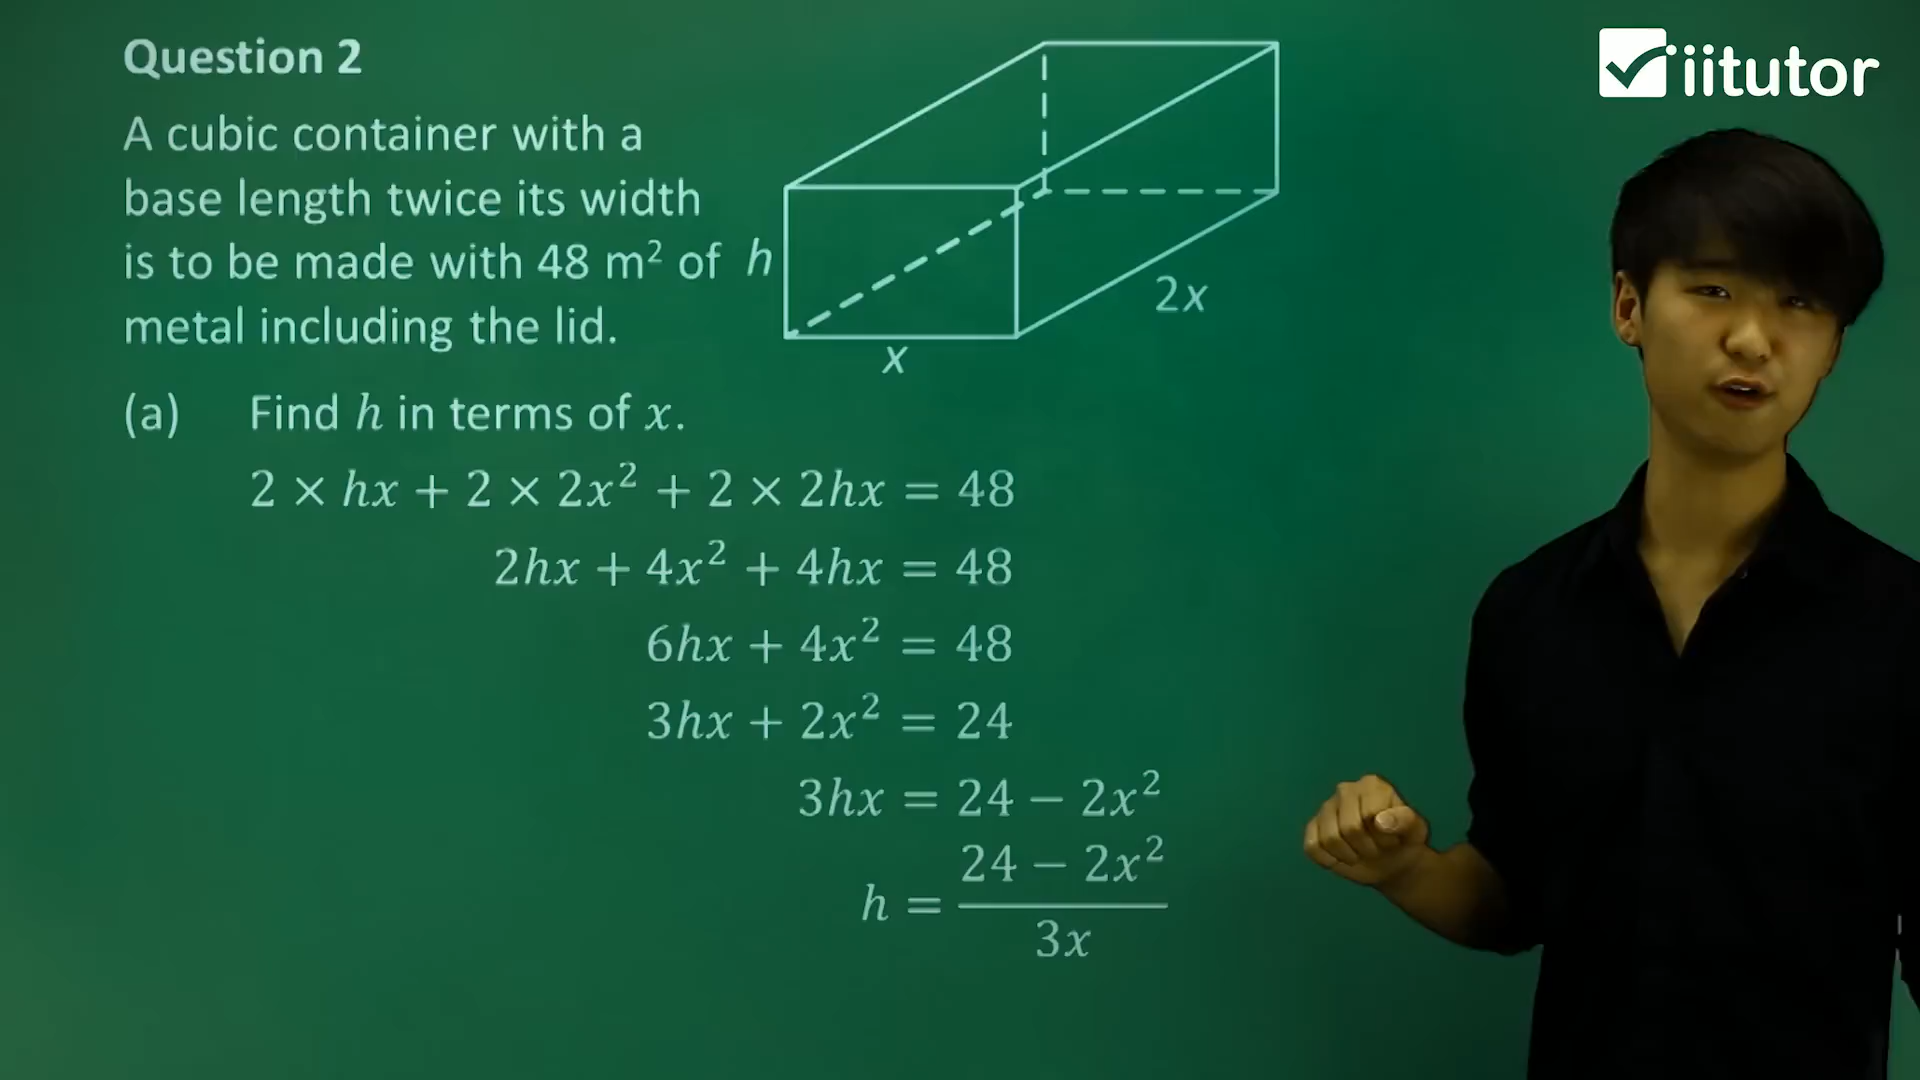 Question 2
iitutor
A cubic container with a
base length twice its width
is to be made with 48 m² of
metal including the lid.
h
2x
x
(a) Find h in terms of x.
2 × hx + 2 × 2x² + 2 × 2hx = 48
2hx + 4x² + 4hx = 48
6hx + 4x² = 48
3hx + 2x² = 24
3hx = 24 − 2x²
24 − 2x²
h =
3x